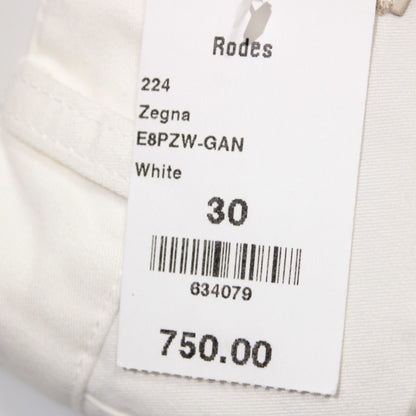 Rodes
224
Zegna
E8PZW-GAN
White
30
634079
750.00